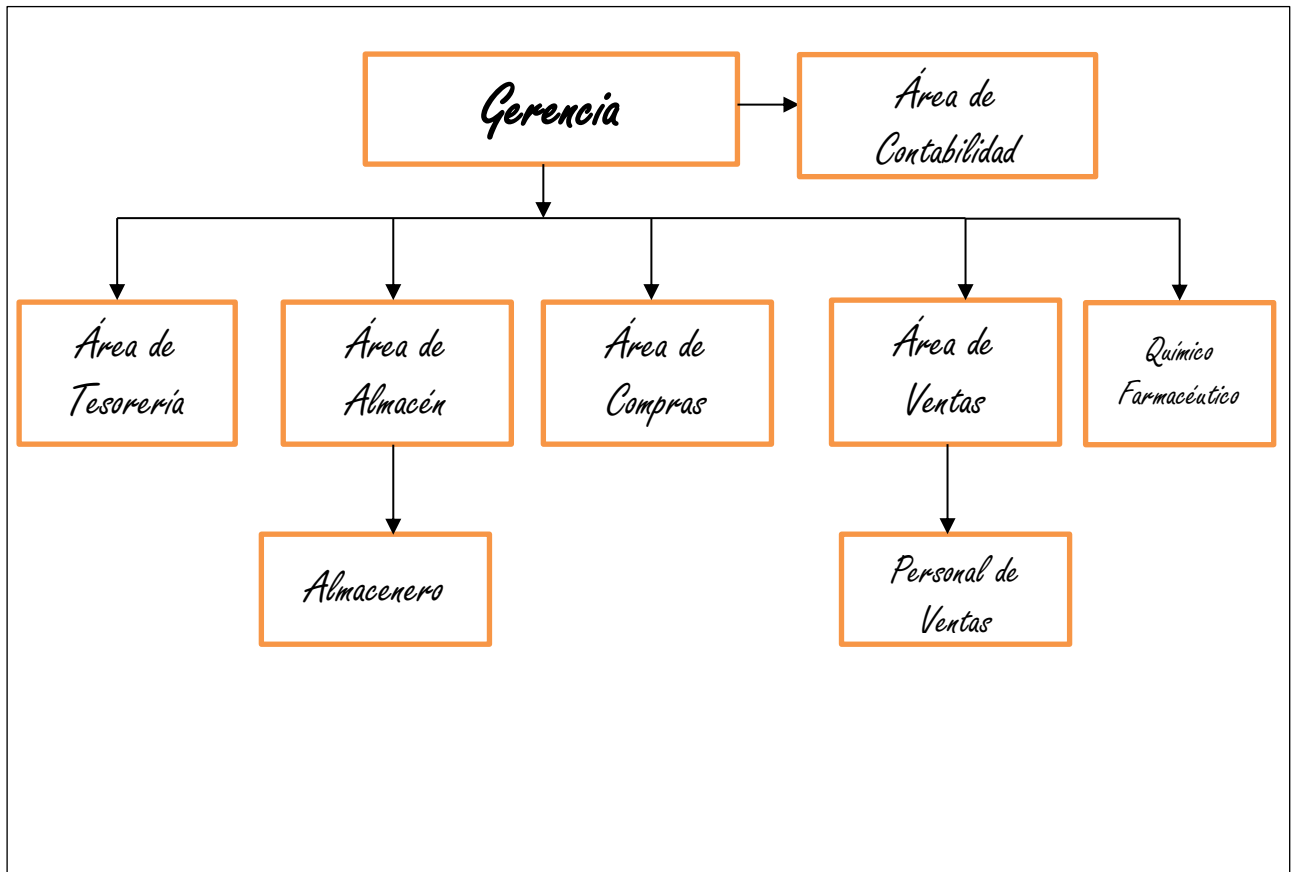 Gerencia
Área de
Contabilidad
Área de
Tesorería
Área de
Almacén
Área de
Compras
Área de
Ventas
Químico
Farmacéutico
Almacenero
Personal de
Ventas